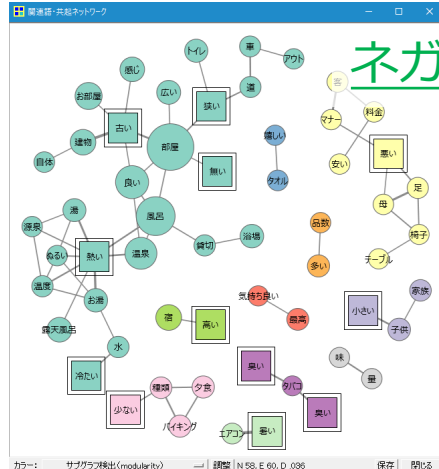 関連語・共起ネットワーク
ネガ
トイレ
車
アウト
感じ
お部屋
広い
狭い
道
客
料金
マナー
古い
建物
自体
部屋
嬉しい
悪い
無い
安い
良い
タオル
足
母
湯
源泉
風呂
品数
椅子
貸切
浴場
ぬるい
熱い
温泉
テーブル
多い
温度
お湯
気持ち良い
家族
宿
高い
最高
小さい
子供
露天風呂
水
味
臭い
冷たい
種類
夕食
タバコ
量
少ない
臭い
バイキング
エアコン
暑い
カラー:
サブグラフ検出(modularity)
調整
N 58, E 60, D .036
保存
閉じる